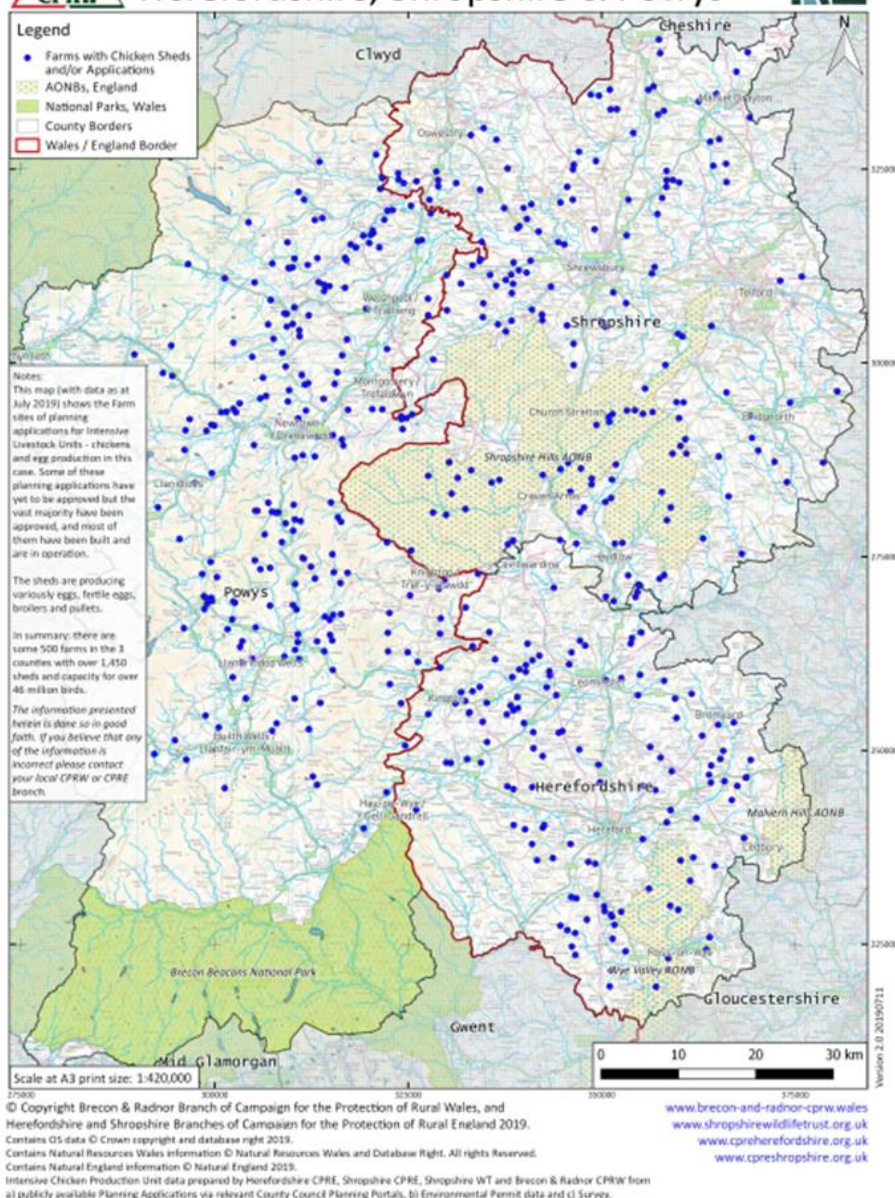 Herefordshire, Shropshire & Powys
Legend
Farms with Chicken Sheds
and/or Applications
AONBs, England
National Parks, Wales
County Borders
Wales / England Border
Cheshire
N
Clwyd
Market Drayton
Oswestry
Shrewsbury
Telford
Welshpool /
Shropshire
Montgomery /
Church Stretton
Newtown /
Shropshire Hills AONB
Craven Arms
Ludlow
Powys
Llandrindod Wells
Leominster
Bromyard
Builth Wells /
Llanfair-ym-Muallt
Herefordshire
Hay-on-Wye /
Hereford
Malvern Hills AONB
Ledbury
Brecon Beacons National Park
Ross-on-Wye
Wye Valley AONB
Gloucestershire
Gwent
Mid Glamorgan
Notes:
This map (with data as at
July 2019) shows the Farm
sites of planning
applications for Intensive
Livestock Units - chickens
and egg production in this
case. Some of these
planning applications have
yet to be approved but the
vast majority have been
approved, and most of
them have been built and
are in operation.
The sheds are producing
variously eggs, fertile eggs,
broilers and pullets.
In summary, there are
some 500 farms in the 3
counties with over 1,450
sheds and capacity for over
46 million birds.
The information presented
herein is done so in good
faith. If you believe that any
of the information is
incorrect please contact
your local CPRW or CPRE
branch.
0 10 20 30 km
Scale at A3 print size: 1:420,000
275000 300000 325000 350000 375000
Version 2.0 20190711
© Copyright Brecon & Radnor Branch of Campaign for the Protection of Rural Wales, and
Herefordshire and Shropshire Branches of Campaign for the Protection of Rural England 2019.
Contains OS data © Crown copyright and database right 2019.
Contains Natural Resources Wales information © Natural Resources Wales and Database Right. All rights Reserved.
Contains Natural England information © Natural England 2019.
Intensive Chicken Production Unit data prepared by Herefordshire CPRE, Shropshire CPRE, Shropshire WT and Brecon & Radnor CPRW from
a) publicly available Planning Applications via relevant County Council Planning Portals, b) Environmental Permit data and c) Survey.
www.brecon-and-radnor-cprw.wales
www.shropshirewildlifetrust.org.uk
www.cpreherefordshire.org.uk
www.cpreshropshire.org.uk